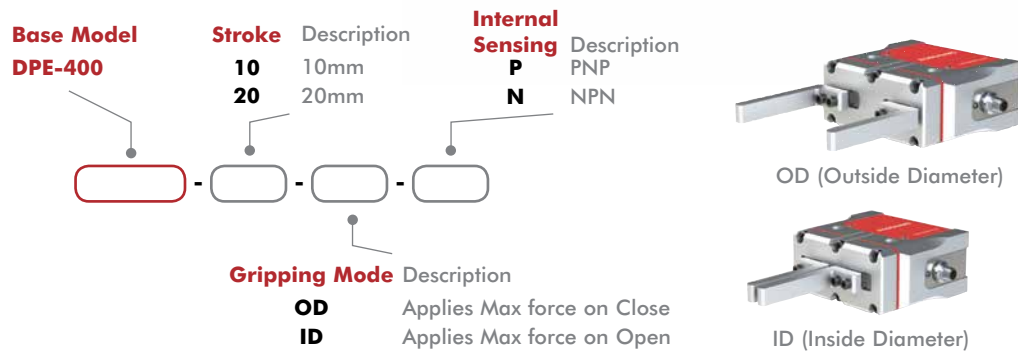 Base Model
DPE-400
Stroke Description
10 10mm
20 20mm
Internal
Sensing Description
P PNP
N NPN
- - -
Gripping Mode Description
OD Applies Max force on Close
ID Applies Max force on Open
OD (Outside Diameter)
ID (Inside Diameter)